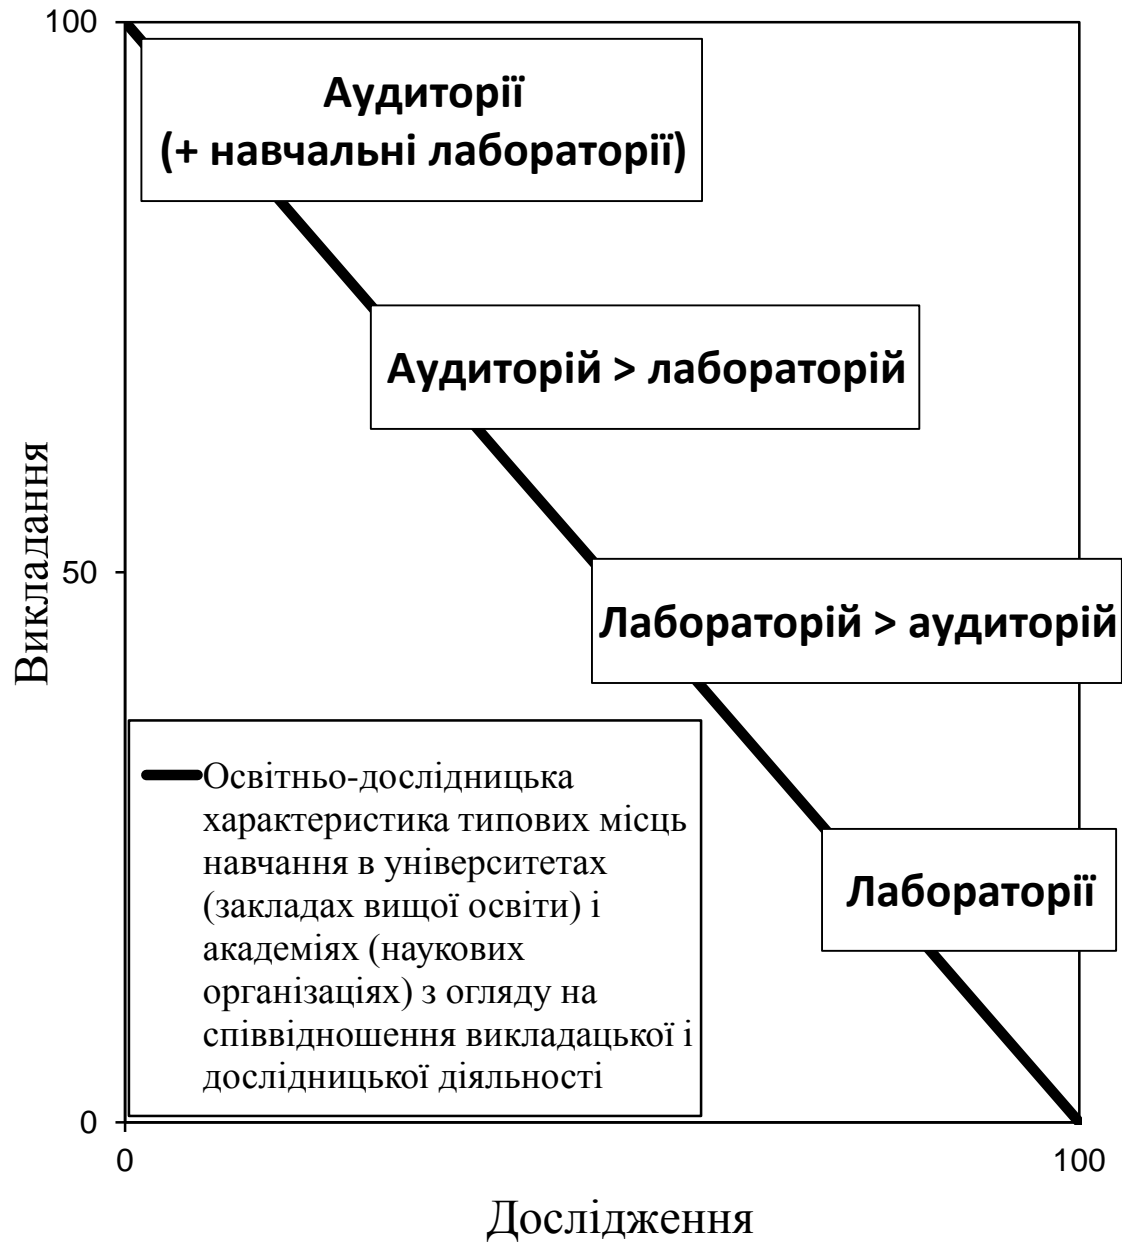 100
Аудиторії
(+ навчальні лабораторії)
Аудиторій > лабораторій
Викладання
50
Лабораторій > аудиторій
Освітньо-дослідницька
характеристика типових місць
навчання в університетах
(закладах вищої освіти) і
академіях (наукових
організаціях) з огляду на
співвідношення викладацької і
дослідницької діяльності
Лабораторії
0
0
100
Дослідження